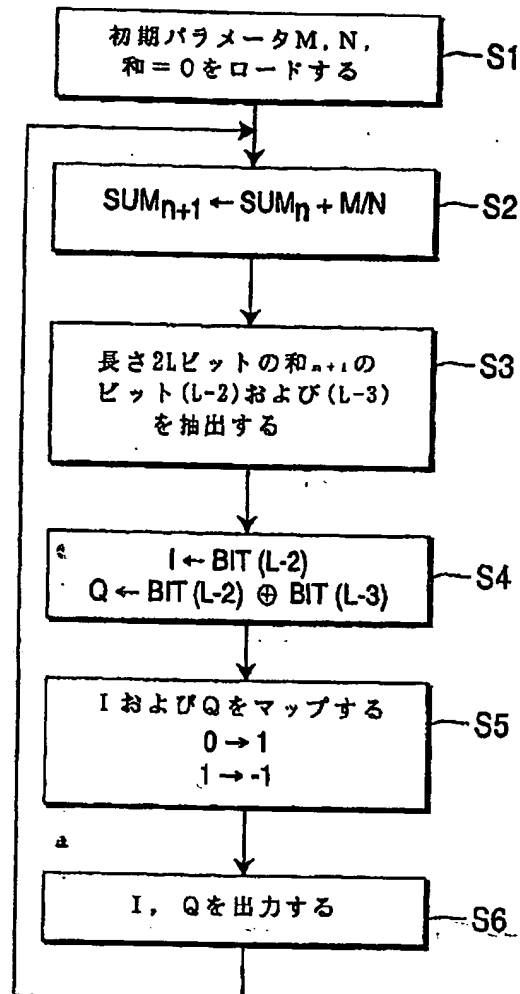 初期パラメータM, N,
和=0をロードする
S1
SUMn+1 ← SUMn + M/N
S2
長さ2Lビットの和n+1の
ビット(L-2)および(L-3)
を抽出する
S3
I ← BIT (L-2)
Q ← BIT (L-2) ⊕ BIT (L-3)
S4
IおよびQをマップする
0 → 1
1 → -1
S5
I, Qを出力する
S6